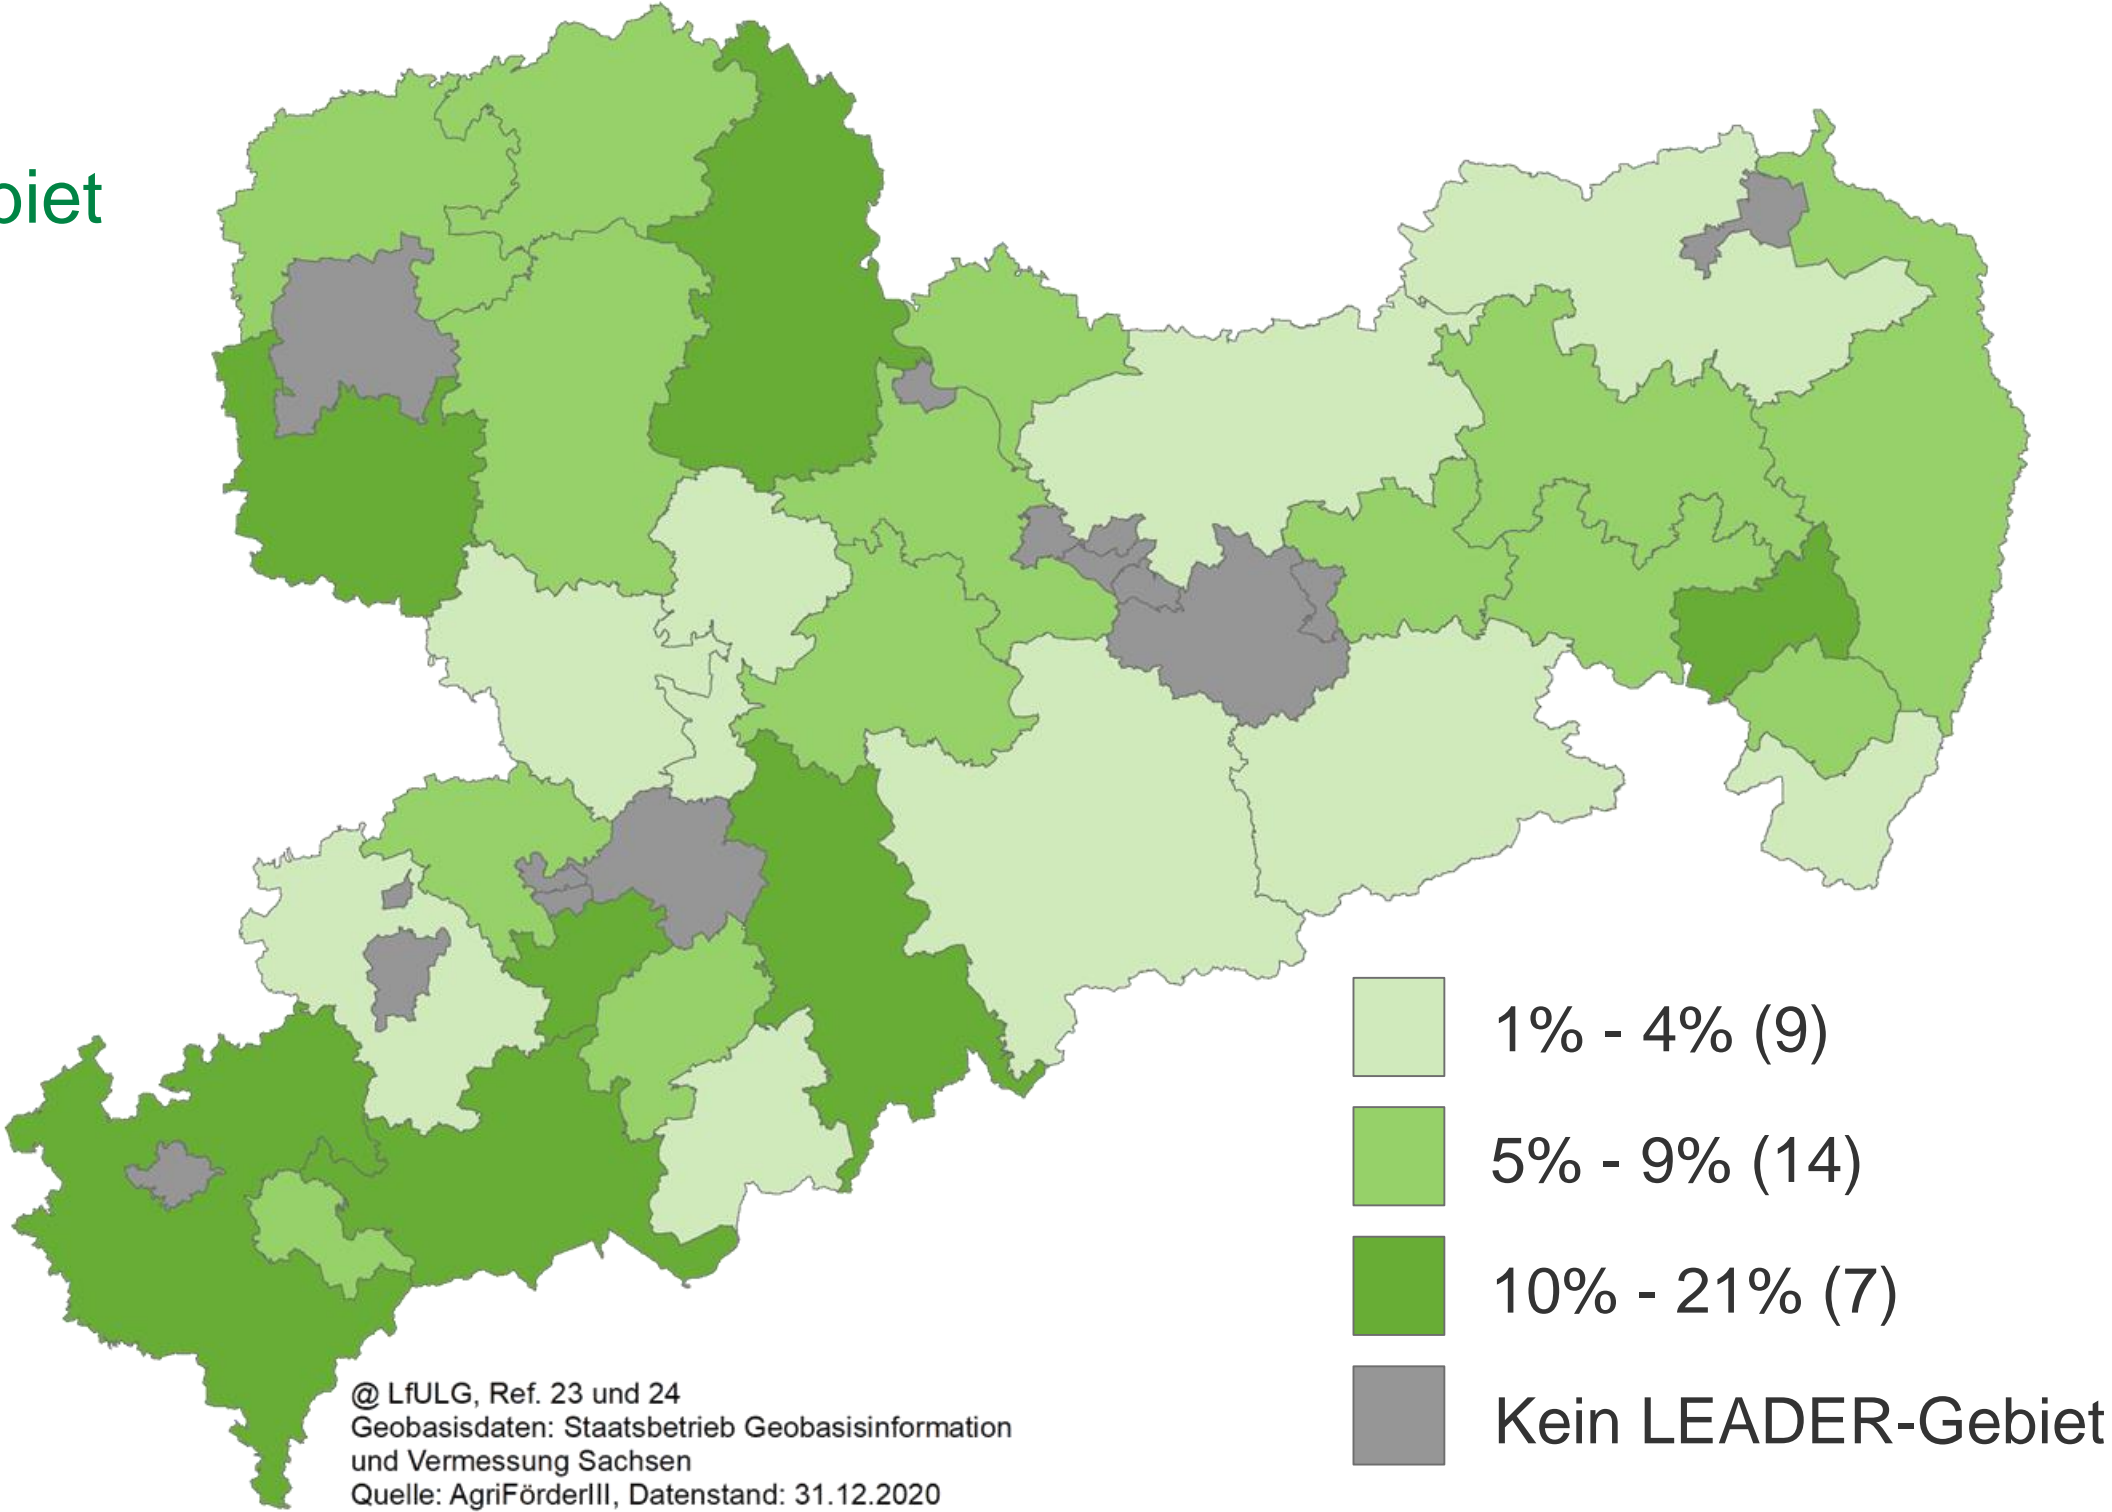 biet
1% - 4% (9)
5% - 9% (14)
10% - 21% (7)
Kein LEADER-Gebiet
@ LfULG, Ref. 23 und 24
Geobasisdaten: Staatsbetrieb Geobasisinformation
und Vermessung Sachsen
Quelle: AgriFörderIII, Datenstand: 31.12.2020